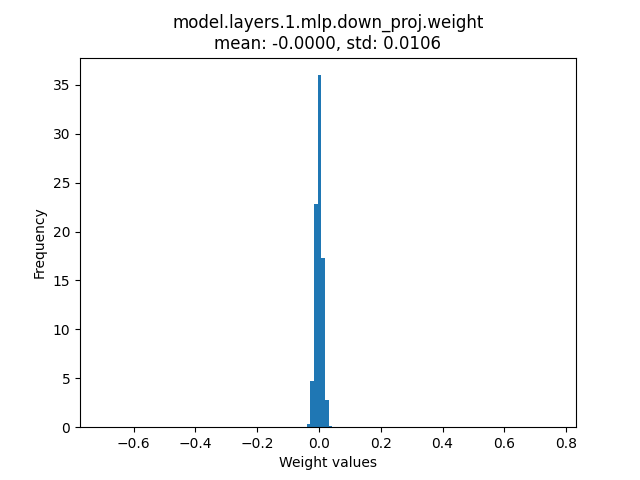 model.layers.1.mlp.down_proj.weight
mean: -0.0000, std: 0.0106
35
30
25
20
15
10
5
0
Frequency
−0.6 −0.4 −0.2 0.0 0.2 0.4 0.6 0.8
Weight values